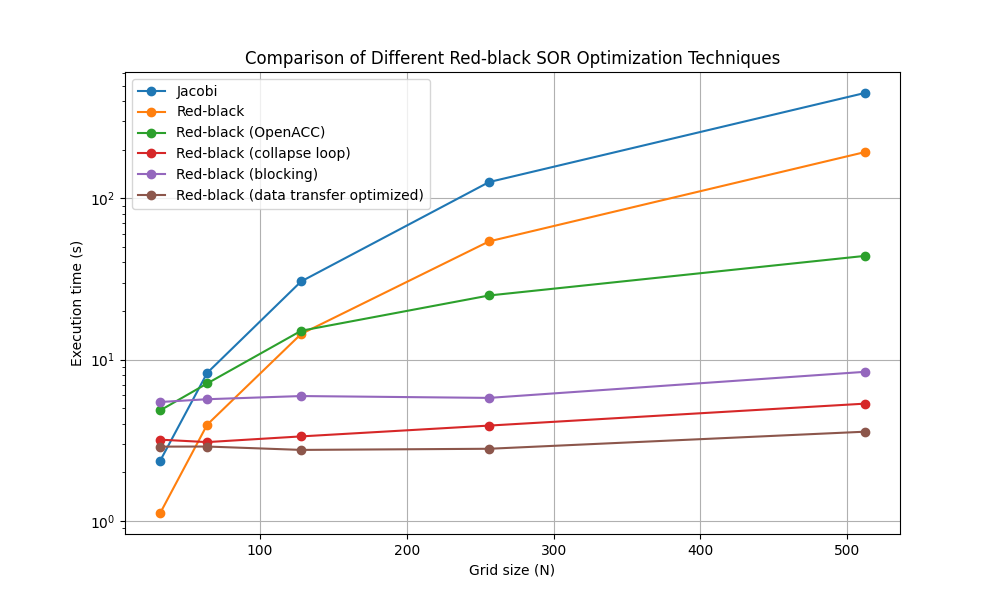 Comparison of Different Red-black SOR Optimization Techniques
Jacobi
Red-black
Red-black (OpenACC)
Red-black (collapse loop)
Red-black (blocking)
Red-black (data transfer optimized)
Execution time (s)
10²
10¹
10⁰
100
200
300
400
500
Grid size (N)